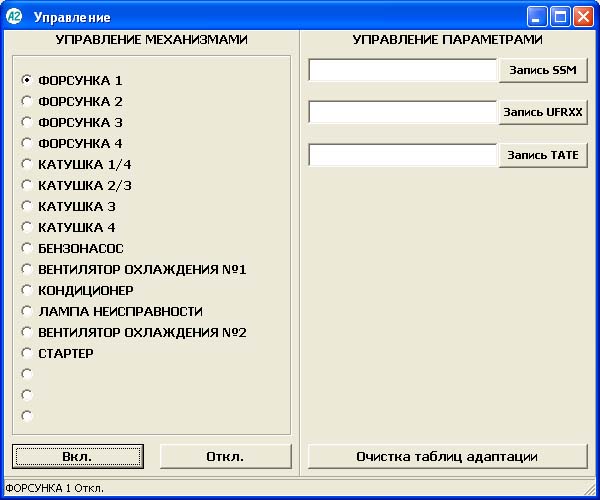 A2 Управление
УПРАВЛЕНИЕ МЕХАНИЗМАМИ
ФОРСУНКА 1
ФОРСУНКА 2
ФОРСУНКА 3
ФОРСУНКА 4
КАТУШКА 1/4
КАТУШКА 2/3
КАТУШКА 3
КАТУШКА 4
БЕНЗОНАСОС
ВЕНТИЛЯТОР ОХЛАЖДЕНИЯ №1
КОНДИЦИОНЕР
ЛАМПА НЕИСПРАВНОСТИ
ВЕНТИЛЯТОР ОХЛАЖДЕНИЯ №2
СТАРТЕР
Вкл. Откл.
УПРАВЛЕНИЕ ПАРАМЕТРАМИ
Запись SSM
Запись UFRXX
Запись TATE
Очистка таблиц адаптации
ФОРСУНКА 1 Откл.